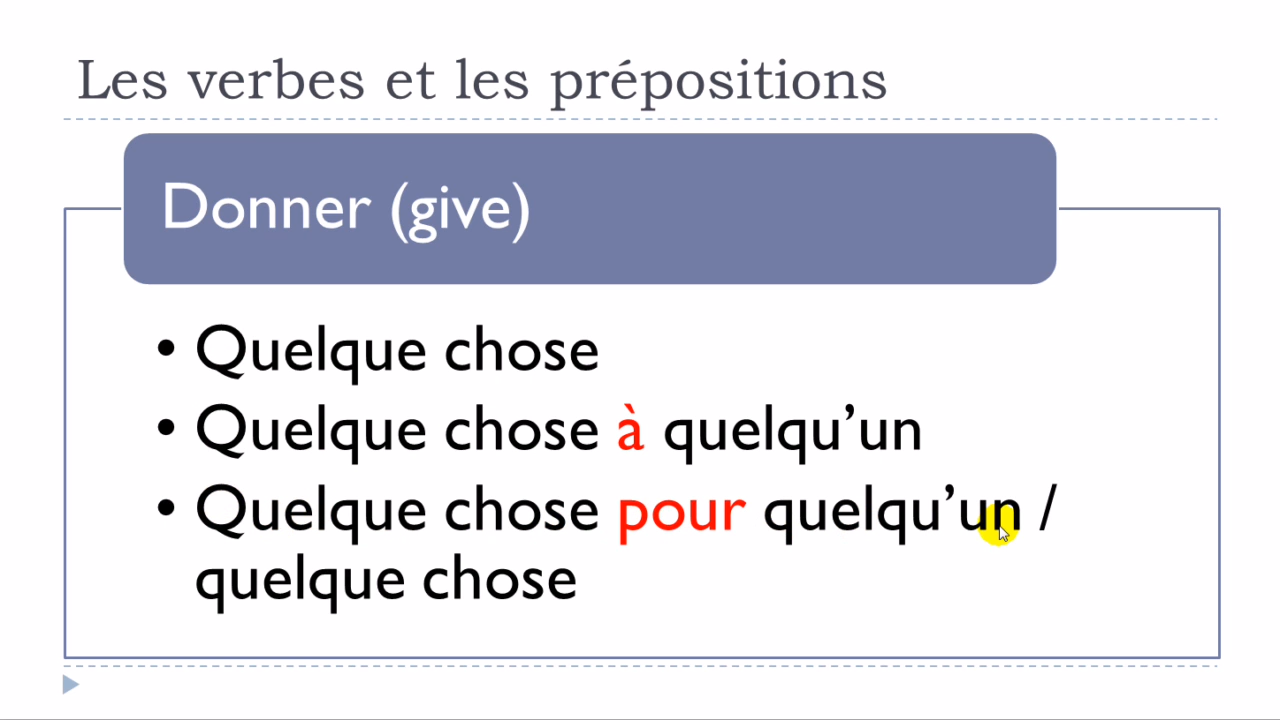 Les verbes et les prépositions
Donner (give)
• Quelque chose
• Quelque chose à quelqu’un
• Quelque chose pour quelqu’un /
quelque chose